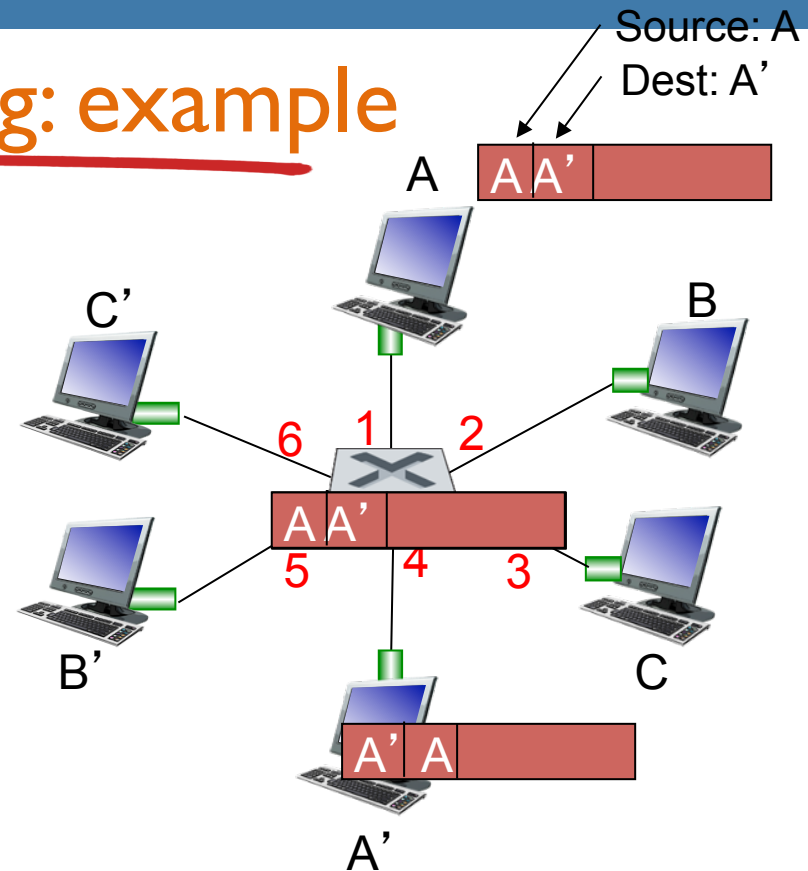 Source: A
Dest: A’
g: example
A
A A’
C’
B
6
1
2
A A’
5
4
3
B’
C
A’ A
A’